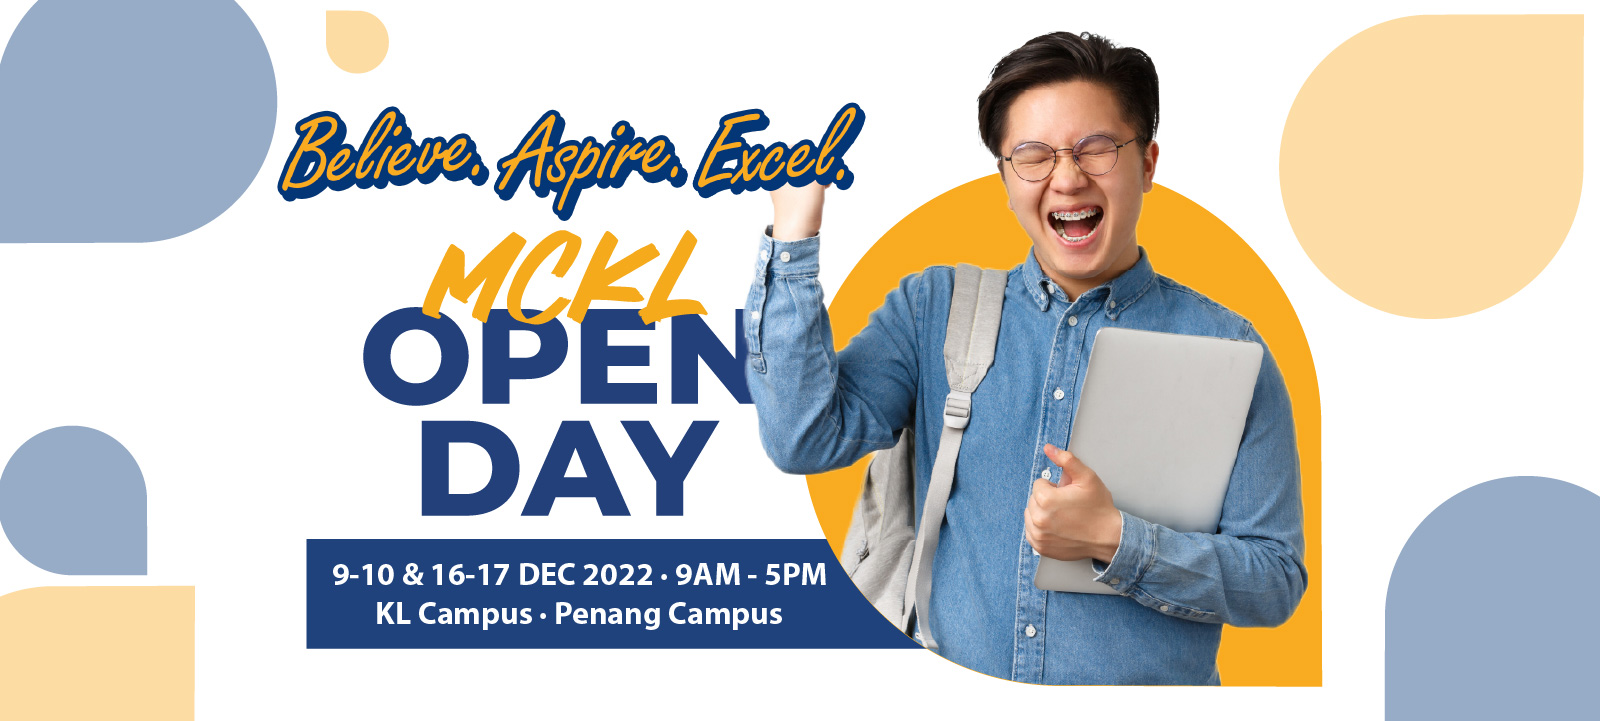 Believe. Aspire. Excel.
MCKL
OPEN
DAY
9-10 & 16-17 DEC 2022 • 9AM - 5PM
KL Campus • Penang Campus